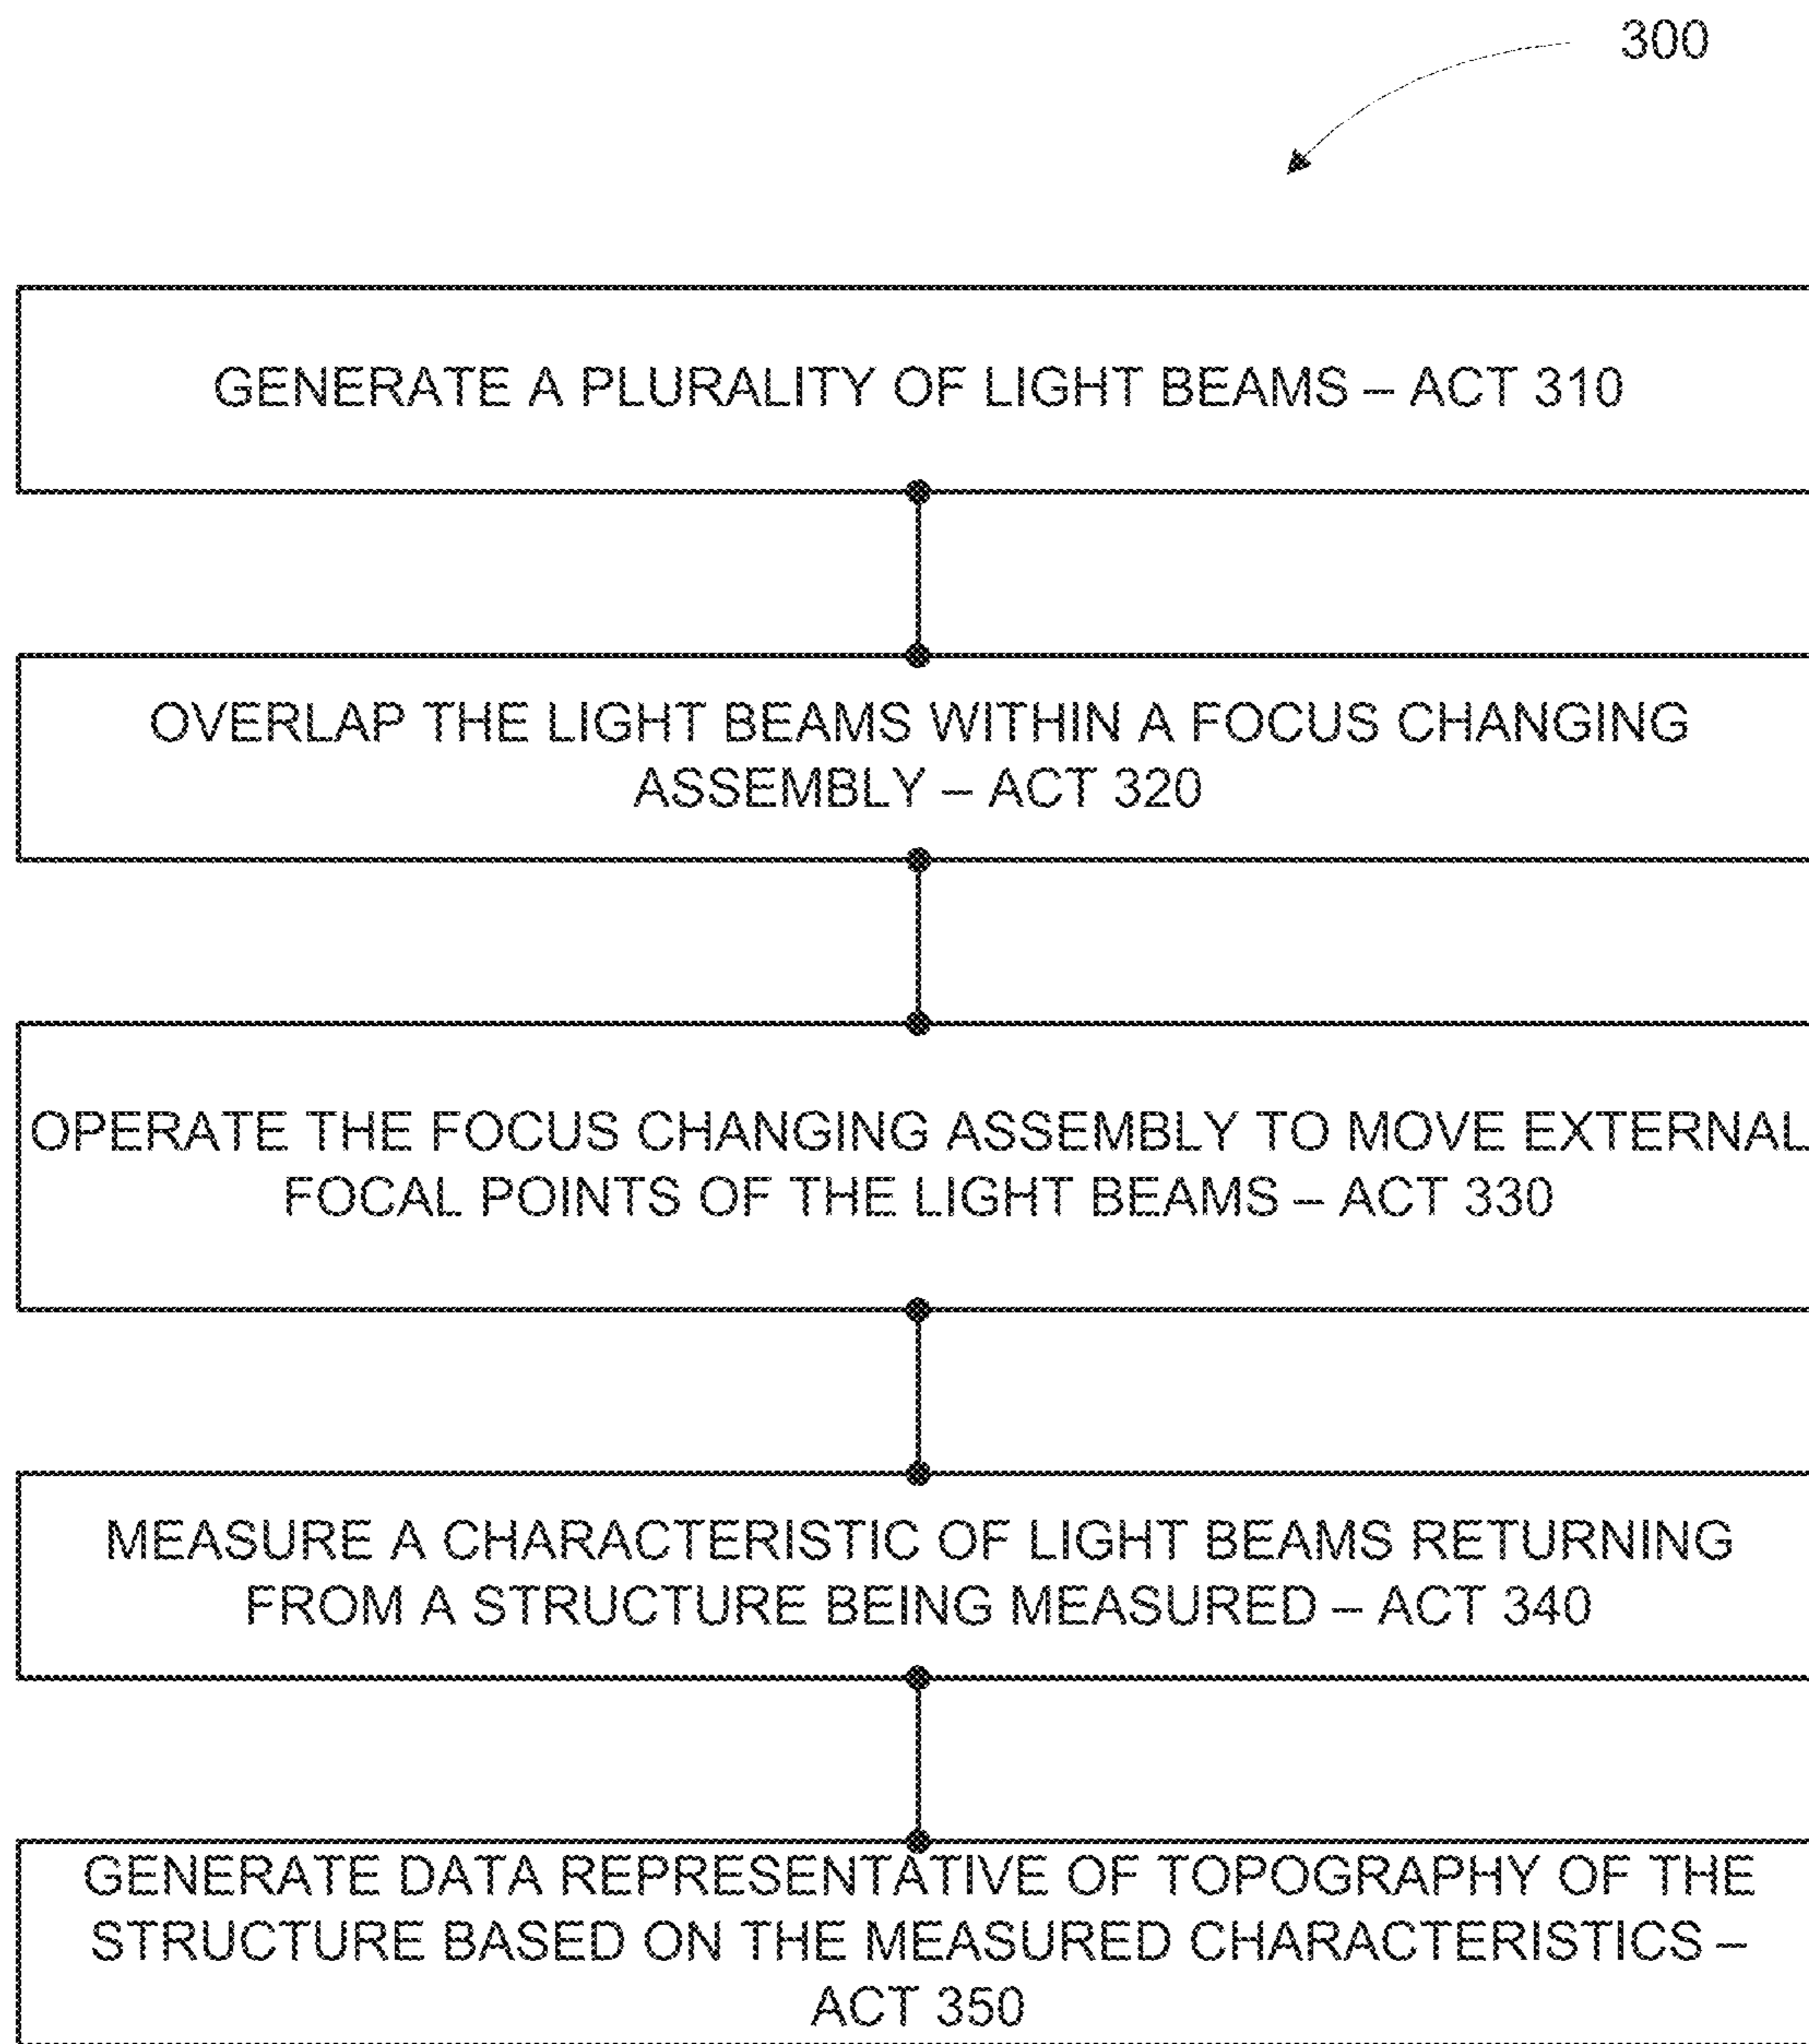 300
GENERATE A PLURALITY OF LIGHT BEAMS – ACT 310
OVERLAP THE LIGHT BEAMS WITHIN A FOCUS CHANGING
ASSEMBLY – ACT 320
OPERATE THE FOCUS CHANGING ASSEMBLY TO MOVE EXTERNAL
FOCAL POINTS OF THE LIGHT BEAMS – ACT 330
MEASURE A CHARACTERISTIC OF LIGHT BEAMS RETURNING
FROM A STRUCTURE BEING MEASURED – ACT 340
GENERATE DATA REPRESENTATIVE OF TOPOGRAPHY OF THE
STRUCTURE BASED ON THE MEASURED CHARACTERISTICS –
ACT 350